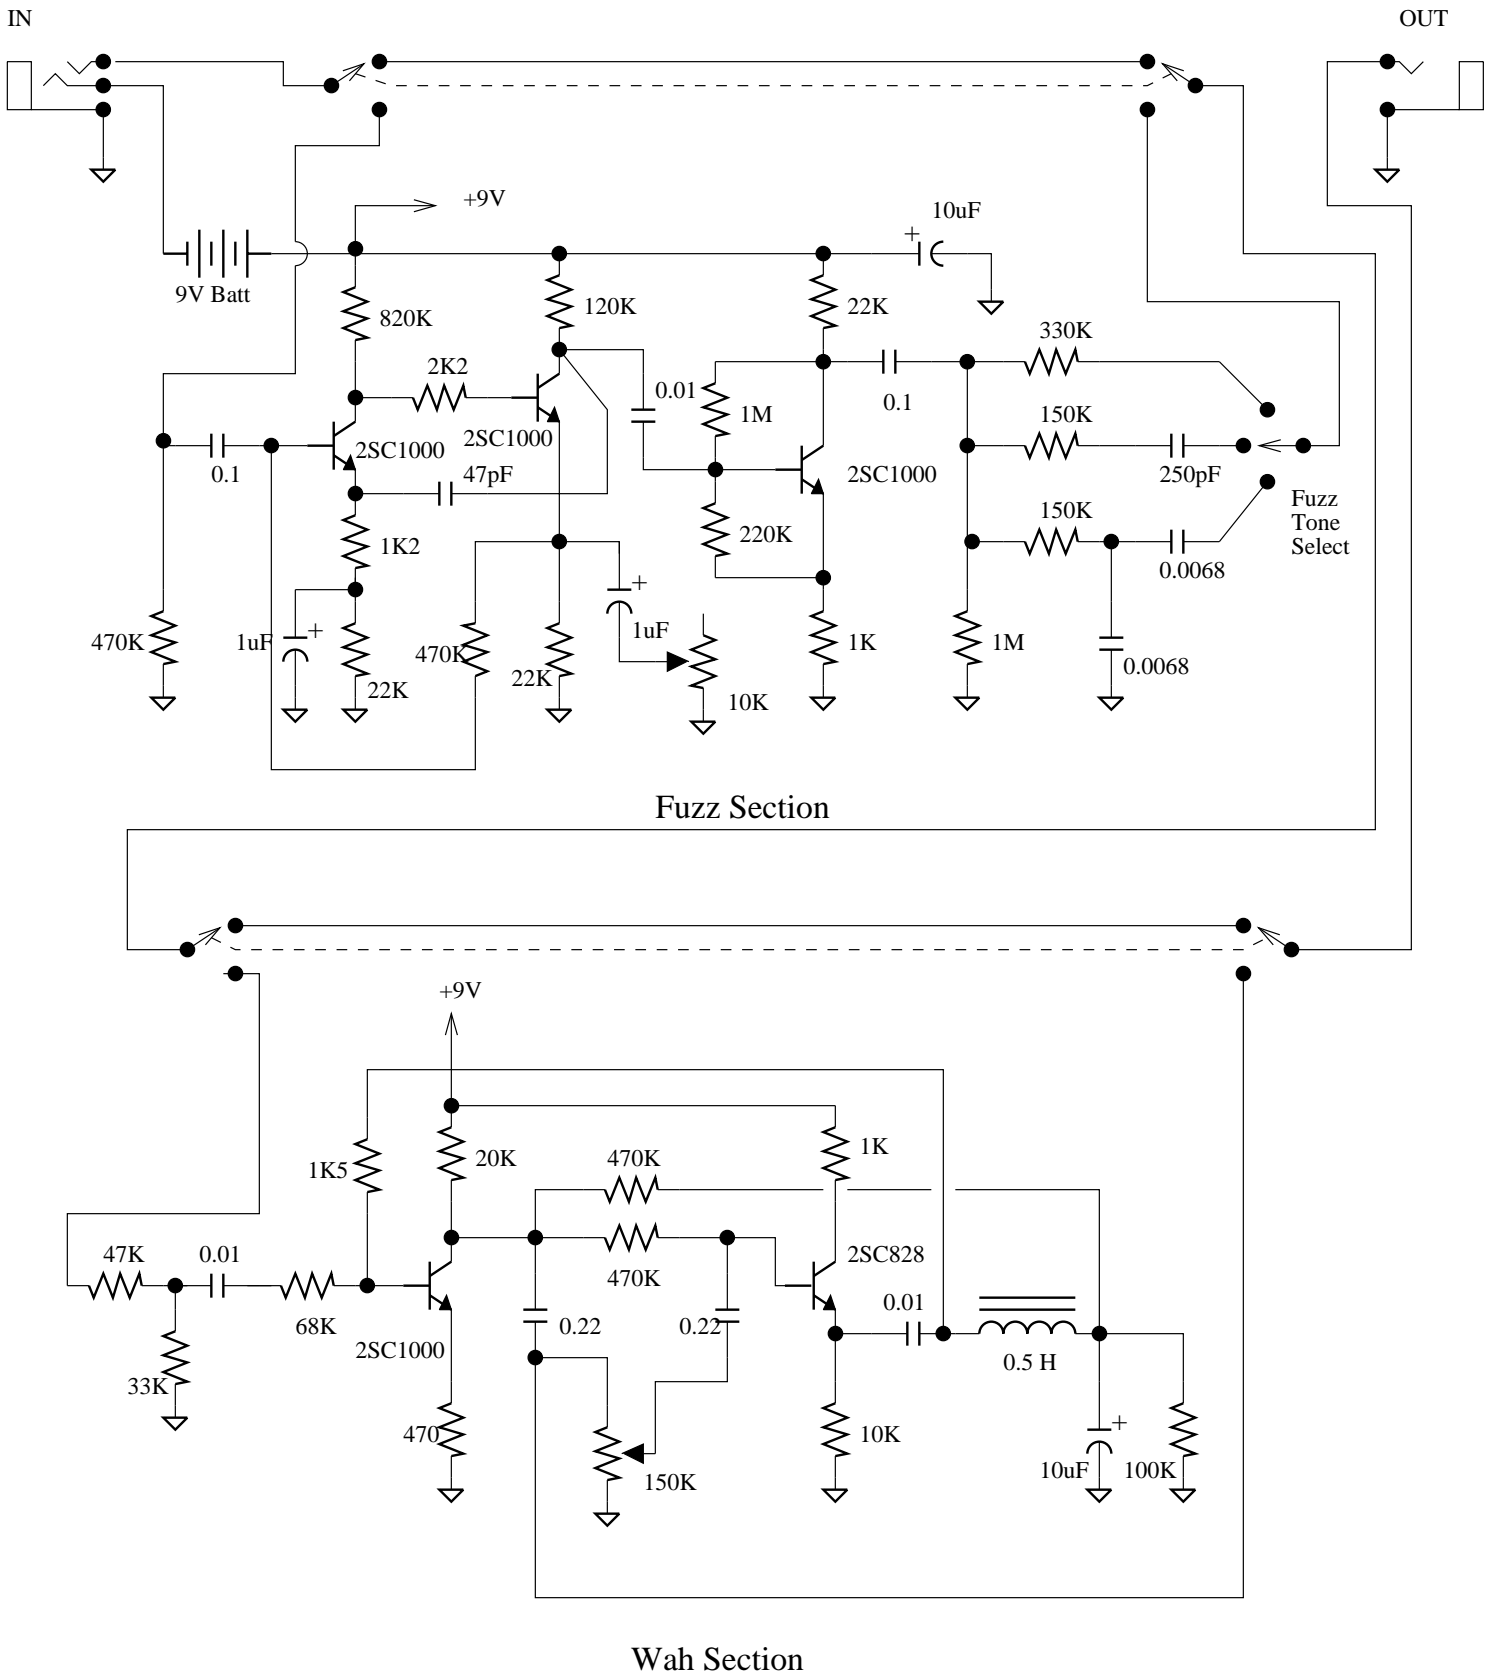 IN
OUT
+9V
10uF
9V Batt
820K
120K
22K
330K
2K2
0.01
1M
0.1
150K
2SC1000
2SC1000
2SC1000
0.1
47pF
250pF
Fuzz
Tone
Select
150K
220K
1K2
0.0068
470K
1uF
+
470K
22K
22K
+
1uF
10K
1K
1M
0.0068
+
Fuzz Section
+9V
1K5
20K
470K
1K
47K
0.01
470K
2SC828
68K
2SC1000
0.22
0.22
0.01
0.5 H
33K
470
150K
10K
+
10uF
100K
Wah Section